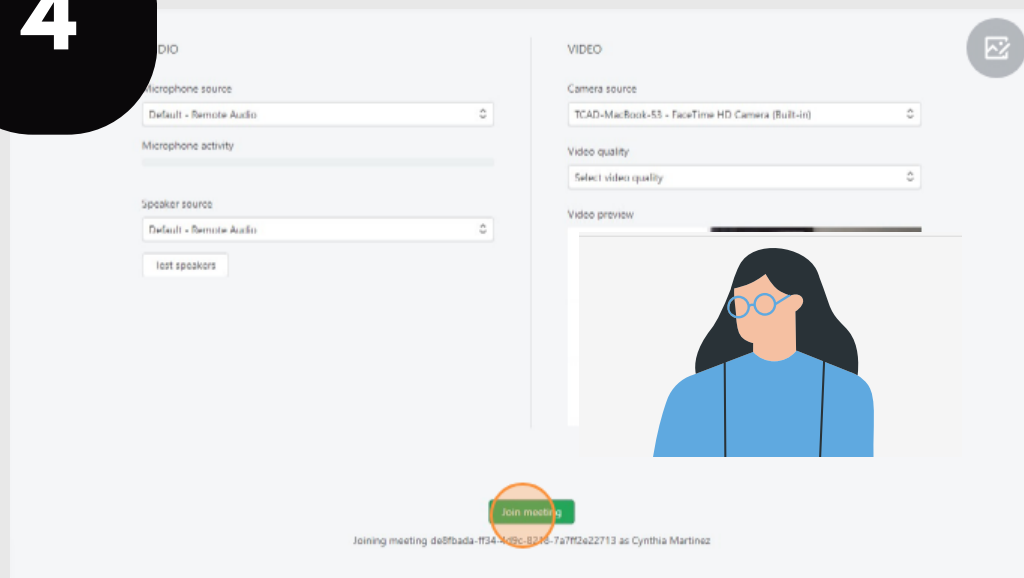 4
DIO
Microphone source
Default - Remote Audio
Microphone activity
Speaker source
Default - Remote Audio
Test speakers
VIDEO
Camera source
TCAD-MacBook-53 - FaceTime HD Camera (Built-in)
Video quality
Select video quality
Video preview
Join meeting
Joining meeting as Cynthia Martinez